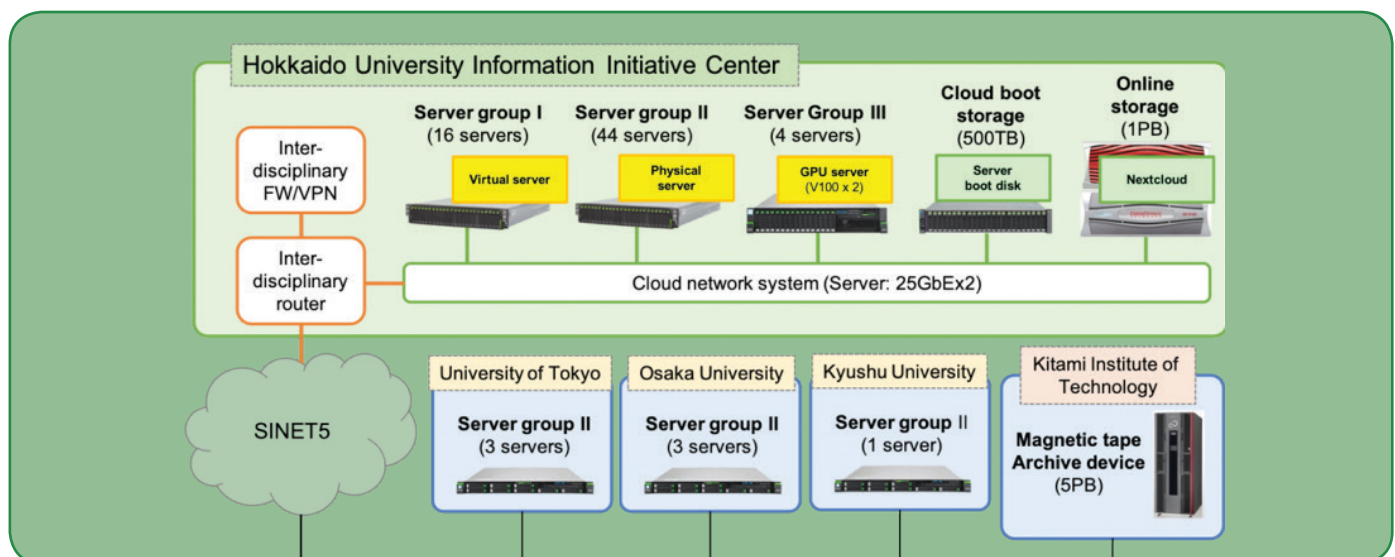 Hokkaido University Information Initiative Center
Server group I
(16 servers)
Virtual server
Server group II
(44 servers)
Physical
server
Server Group III
(4 servers)
GPU server
(V100 x 2)
Cloud boot
storage
(500TB)
Server
boot disk
Online
storage
(1PB)
Nextcloud
Inter-
disciplinary
FW/VPN
Inter-
disciplinary
router
Cloud network system (Server: 25GbEx2)
SINET5
University of Tokyo
Server group II
(3 servers)
Osaka University
Server group II
(3 servers)
Kyushu University
Server group II
(1 server)
Kitami Institute of
Technology
Magnetic tape
Archive device
(5PB)